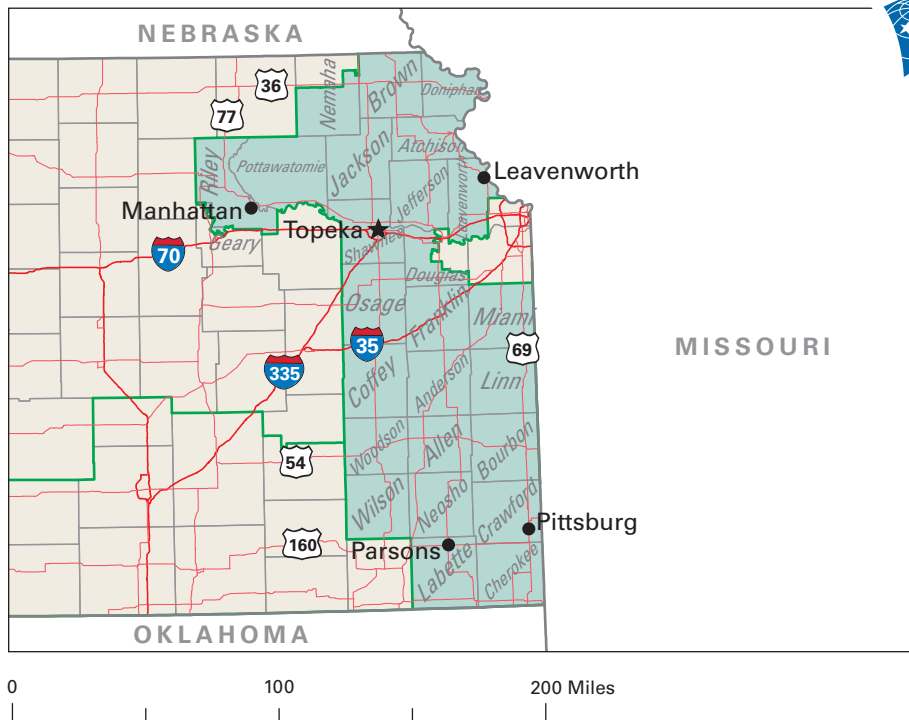 NEBRASKA
36
77
Nemaha
Brown
Doniphan
Riley
Pottawatomie
Jackson
Atchison
Jefferson
Leavenworth
Leavenworth
Manhattan
Topeka
Geary
Shawnee
70
Douglas
Osage
Franklin
Miami
35
69
MISSOURI
335
Coffey
Anderson
Linn
Woodson
Allen
Bourbon
54
Wilson
Neosho
Crawford
Pittsburg
160
Parsons
Labette
Cherokee
OKLAHOMA
0 100 200 Miles